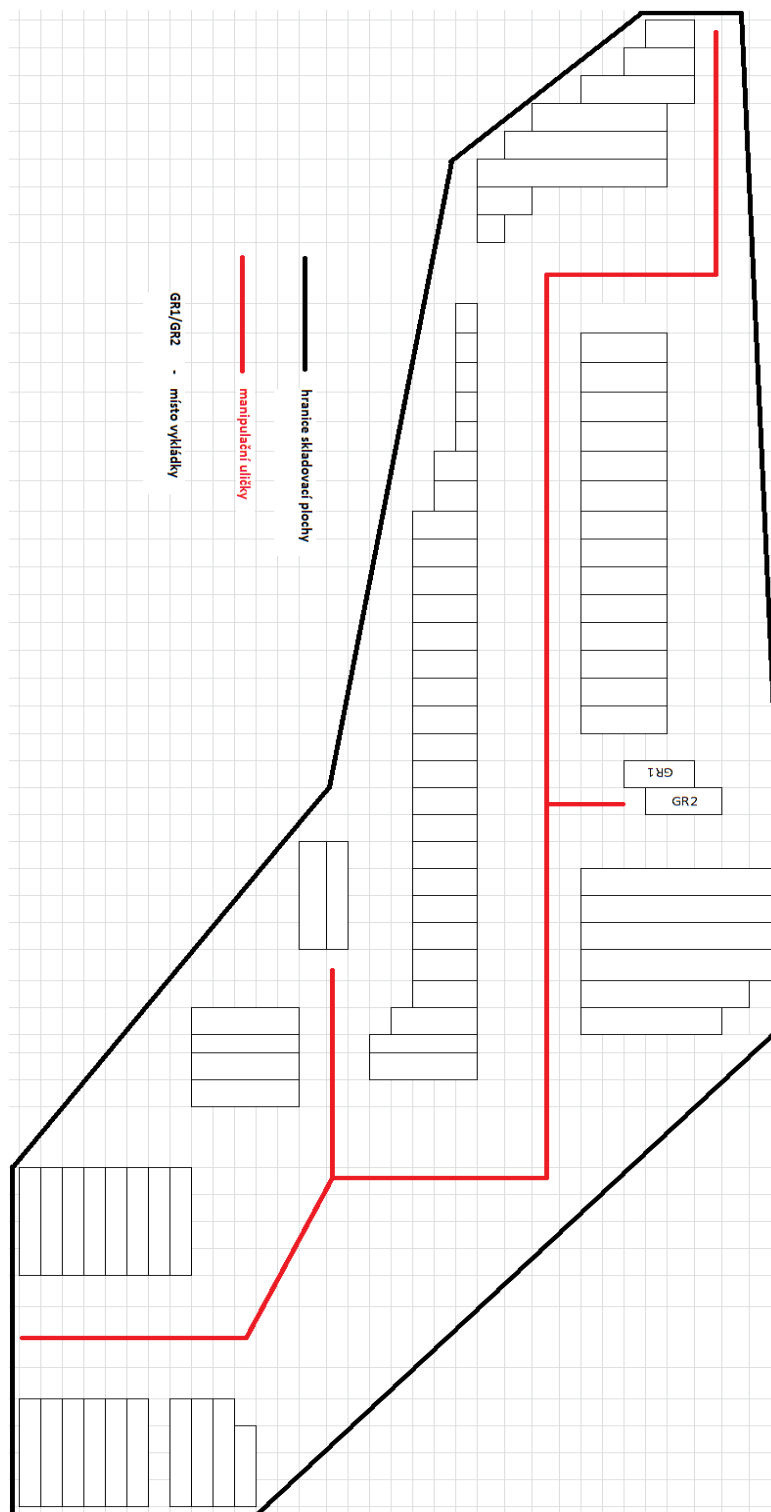 hranice skladovací plochy
manipulační uličky
GR1/GR2 - místo vykládky
GR1
GR2